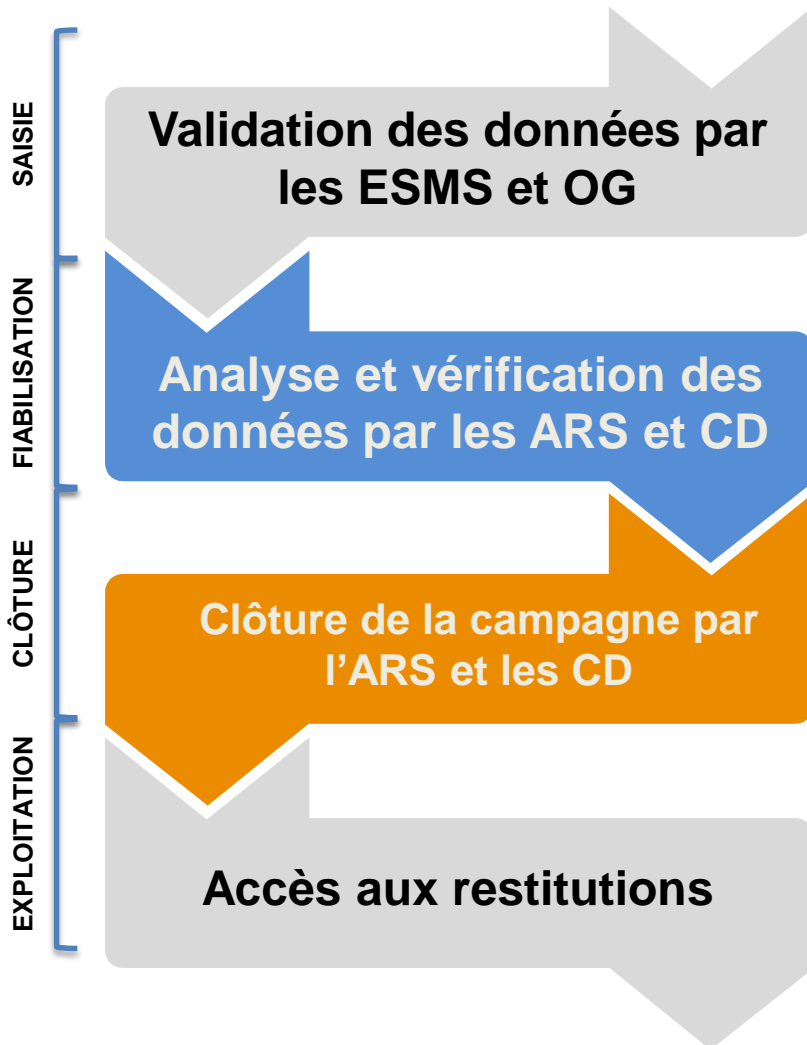 SAISIE
Validation des données par
les ESMS et OG
FIABILISATION
Analyse et vérification des
données par les ARS et CD
CLÔTURE
Clôture de la campagne par
l’ARS et les CD
EXPLOITATION
Accès aux restitutions